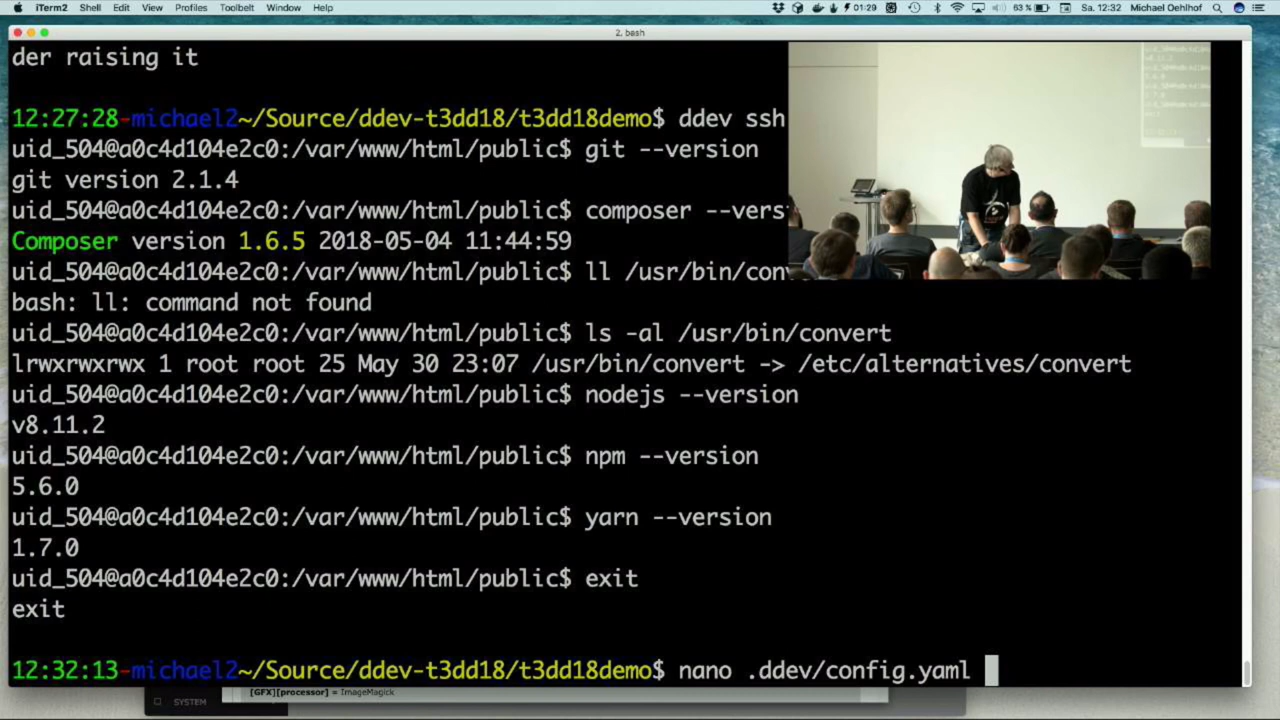 iTerm2 Shell Edit View Profiles Toolbelt Window Help 01:29 63 % Sa. 12:32 Michael Oehlhof
2. bash
der raising it
12:27:28-michael2~/Source/ddev-t3dd18/t3dd18demo$ ddev ssh
uid_504@a0c4d104e2c0:/var/www/html/public$ git --version
git version 2.1.4
uid_504@a0c4d104e2c0:/var/www/html/public$ composer --vers
Composer version 1.6.5 2018-05-04 11:44:59
uid_504@a0c4d104e2c0:/var/www/html/public$ ll /usr/bin/con
bash: ll: command not found
uid_504@a0c4d104e2c0:/var/www/html/public$ ls -al /usr/bin/convert
lrwxrwxrwx 1 root root 25 May 30 23:07 /usr/bin/convert -> /etc/alternatives/convert
uid_504@a0c4d104e2c0:/var/www/html/public$ nodejs --version
v8.11.2
uid_504@a0c4d104e2c0:/var/www/html/public$ npm --version
5.6.0
uid_504@a0c4d104e2c0:/var/www/html/public$ yarn --version
1.7.0
uid_504@a0c4d104e2c0:/var/www/html/public$ exit
exit
12:32:13-michael2~/Source/ddev-t3dd18/t3dd18demo$ nano .ddev/config.yaml
[GFX][processor] = ImageMagick
SYSTEM